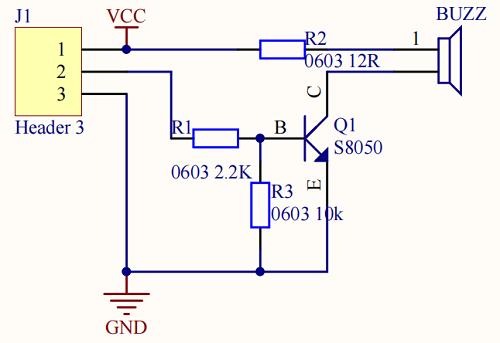 J1
VCC
BUZZ
1
2
3
Header 3
R2
0603 12R
1
R1
0603 2.2K
B
C
E
Q1
S8050
R3
0603 10k
GND